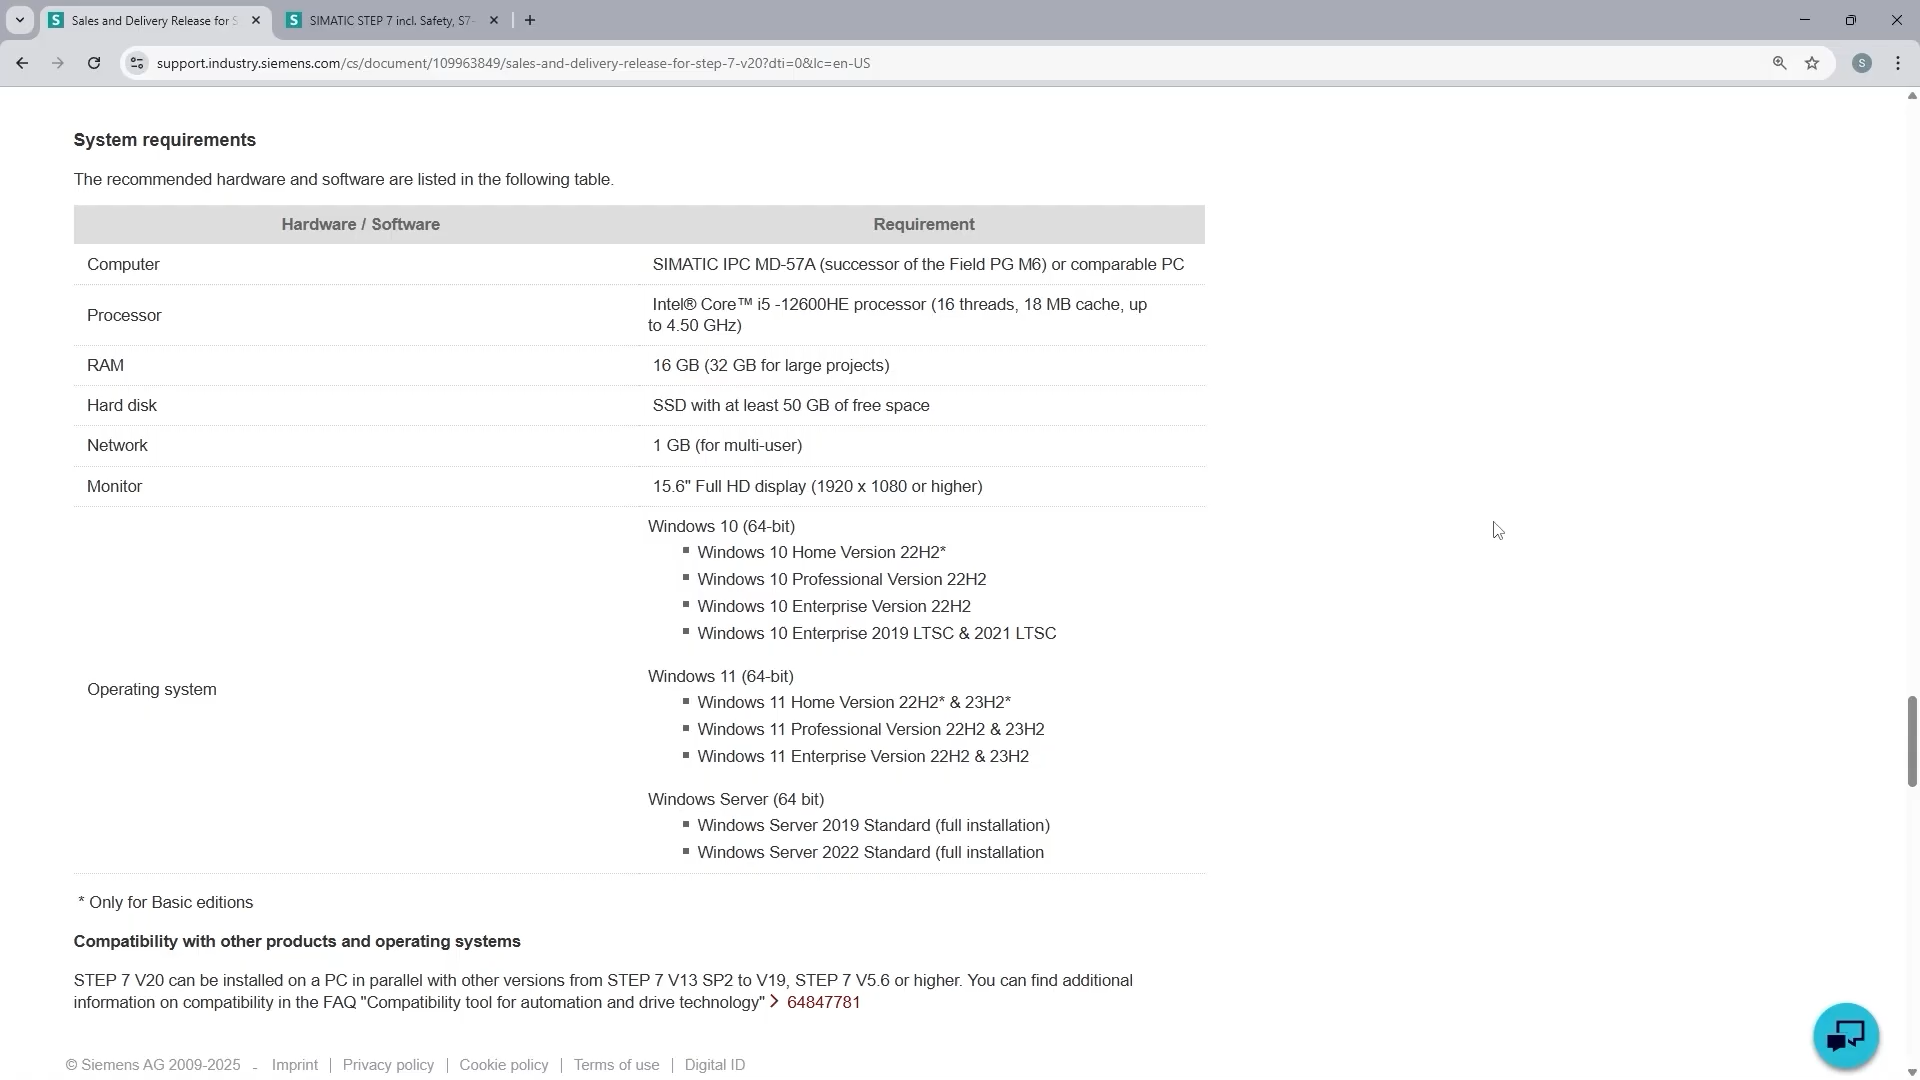 Sales and Delivery Release for S
SIMATIC STEP 7 incl. Safety, S7-
support.industry.siemens.com/cs/document/109963849/sales-and-delivery-release-for-step-7-v20?dti=0&lc=en-US
S
System requirements
The recommended hardware and software are listed in the following table.
Hardware / Software
Requirement
Computer
SIMATIC IPC MD-57A (successor of the Field PG M6) or comparable PC
Processor
Intel® Core™ i5 -12600HE processor (16 threads, 18 MB cache, up
to 4.50 GHz)
RAM
16 GB (32 GB for large projects)
Hard disk
SSD with at least 50 GB of free space
Network
1 GB (for multi-user)
Monitor
15.6" Full HD display (1920 x 1080 or higher)
Operating system
Windows 10 (64-bit)
Windows 10 Home Version 22H2*
Windows 10 Professional Version 22H2
Windows 10 Enterprise Version 22H2
Windows 10 Enterprise 2019 LTSC & 2021 LTSC
Windows 11 (64-bit)
Windows 11 Home Version 22H2* & 23H2*
Windows 11 Professional Version 22H2 & 23H2
Windows 11 Enterprise Version 22H2 & 23H2
Windows Server (64 bit)
Windows Server 2019 Standard (full installation)
Windows Server 2022 Standard (full installation
* Only for Basic editions
Compatibility with other products and operating systems
STEP 7 V20 can be installed on a PC in parallel with other versions from STEP 7 V13 SP2 to V19, STEP 7 V5.6 or higher. You can find additional
information on compatibility in the FAQ "Compatibility tool for automation and drive technology" > 64847781
© Siemens AG 2009-2025 - Imprint | Privacy policy | Cookie policy | Terms of use | Digital ID